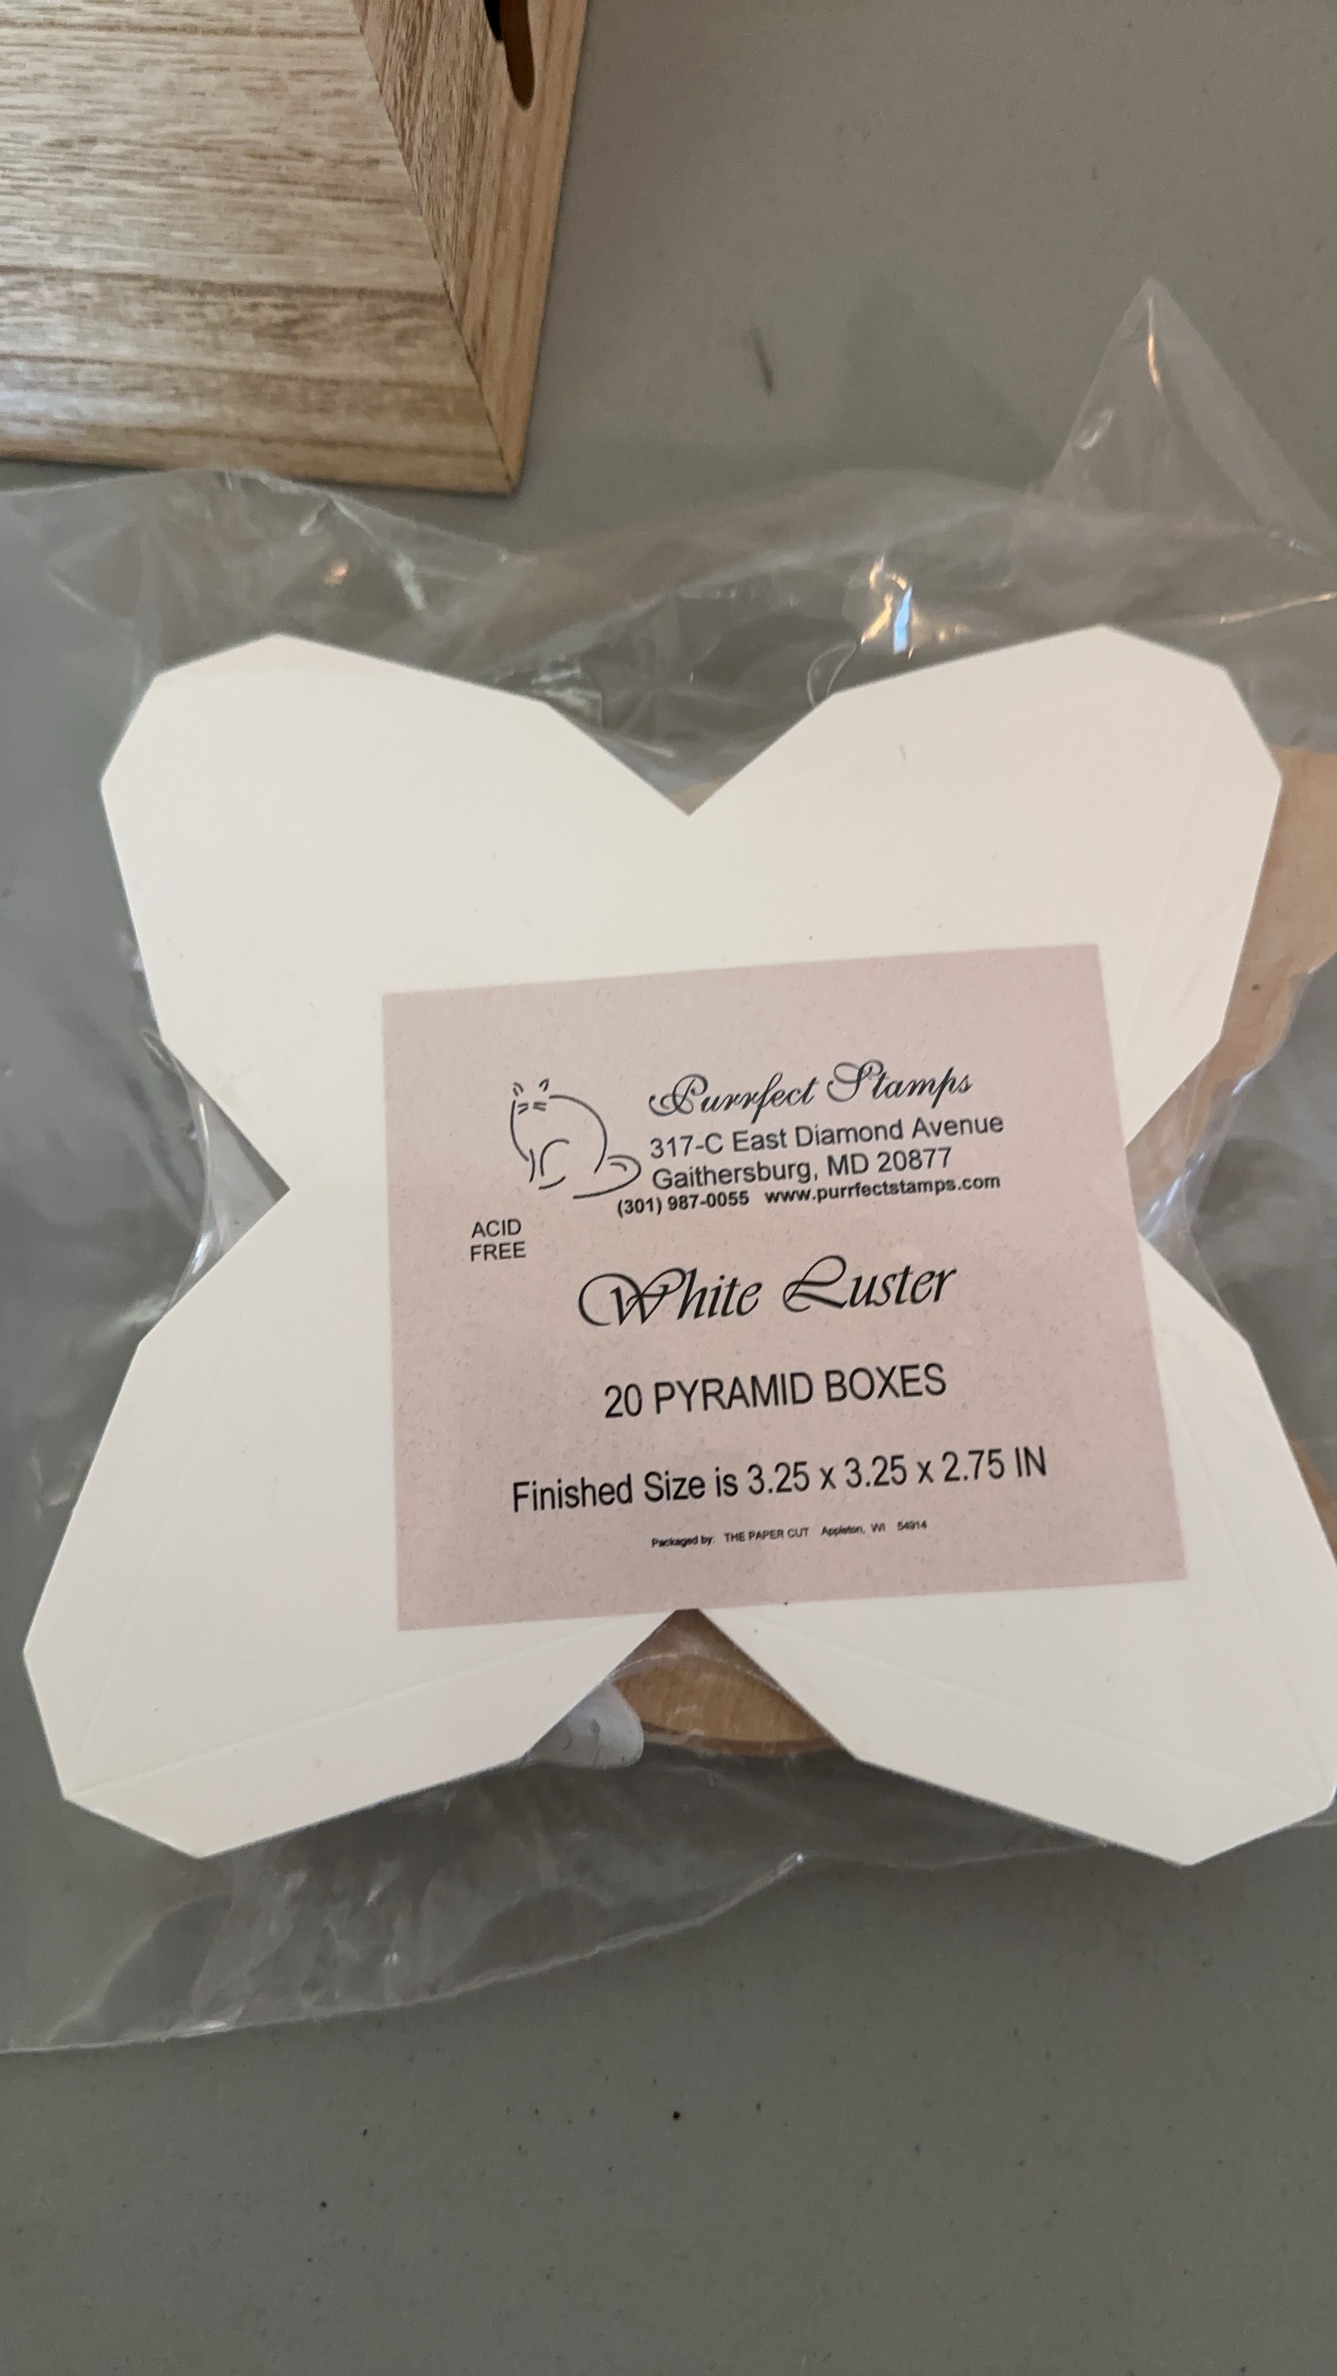 Purrfect Stamps
317-C East Diamond Avenue
Gaithersburg, MD 20877
(301) 987-0055 www.purrfectstamps.com
ACID
FREE
White Luster
20 PYRAMID BOXES
Finished Size is 3.25 x 3.25 x 2.75 IN
Packaged by: THE PAPER CUT Appleton, WI 54914